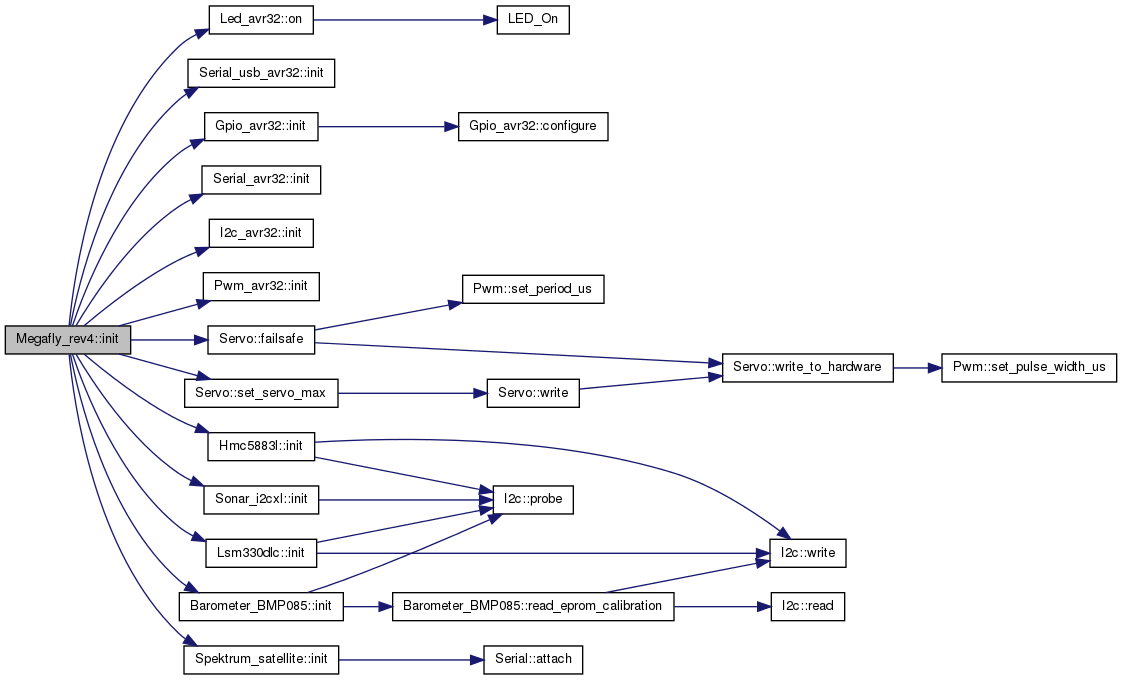 Led_avr32::on
LED_On
Serial_usb_avr32::init
Gpio_avr32::init
Gpio_avr32::configure
Serial_avr32::init
I2c_avr32::init
Pwm_avr32::init
Pwm::set_period_us
Megafly_rev4::init
Servo::failsafe
Servo::write_to_hardware
Pwm::set_pulse_width_us
Servo::set_servo_max
Servo::write
Hmc5883l::init
Sonar_i2cxl::init
I2c::probe
Lsm330dlc::init
I2c::write
Barometer_BMP085::init
Barometer_BMP085::read_eprom_calibration
I2c::read
Spektrum_satellite::init
Serial::attach